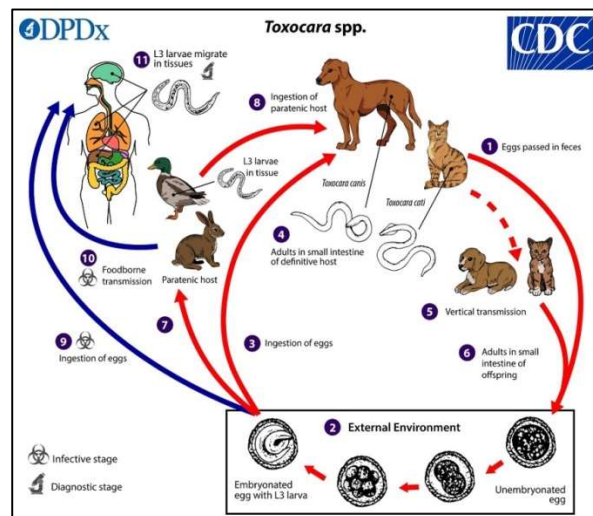 DPDx
Toxocara spp.
CDC
11 L3 larvae migrate
in tissues
8 Ingestion of
paratenic host
1 Eggs passed in feces
L3 larvae
in tissue
Toxocara canis
Toxocara cati
4
Adults in small intestine
of definitive host
10
Foodborne
transmission
Paratenic host
5 Vertical transmission
9
Ingestion of eggs
7
3 Ingestion of eggs
6 Adults in small
intestine of
offspring
2 External Environment
Embryonated
egg with L3 larva
Unembryonated
egg
Infective stage
Diagnostic stage